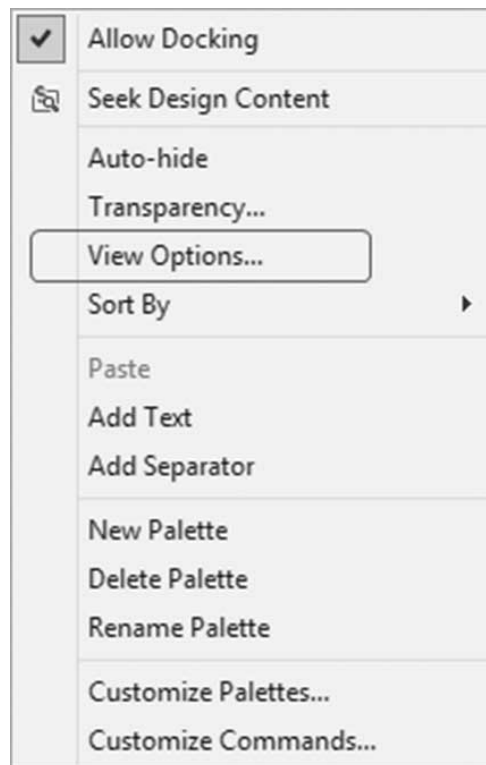 Allow Docking
Seek Design Content
Auto-hide
Transparency...
View Options...
Sort By
Paste
Add Text
Add Separator
New Palette
Delete Palette
Rename Palette
Customize Palettes...
Customize Commands...